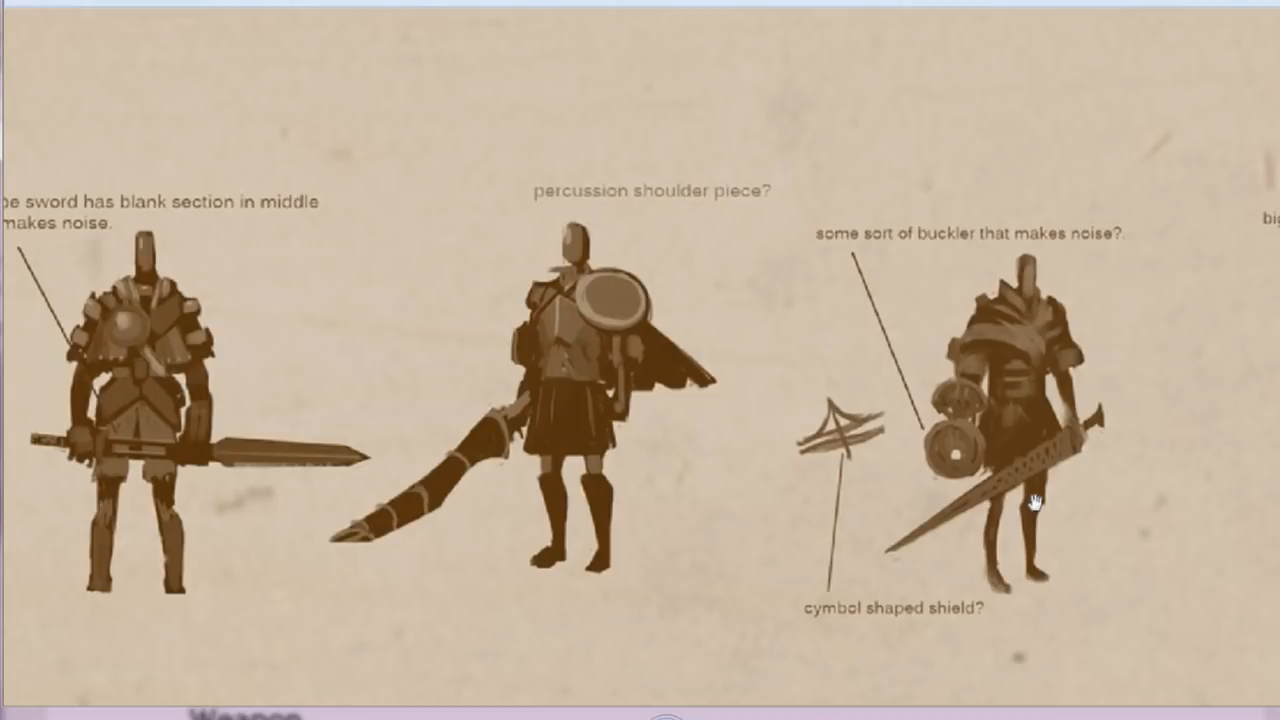 sword has blank section in middle
makes noise.
percussion shoulder piece?
some sort of buckler that makes noise?.
cymbol shaped shield?
Weapon